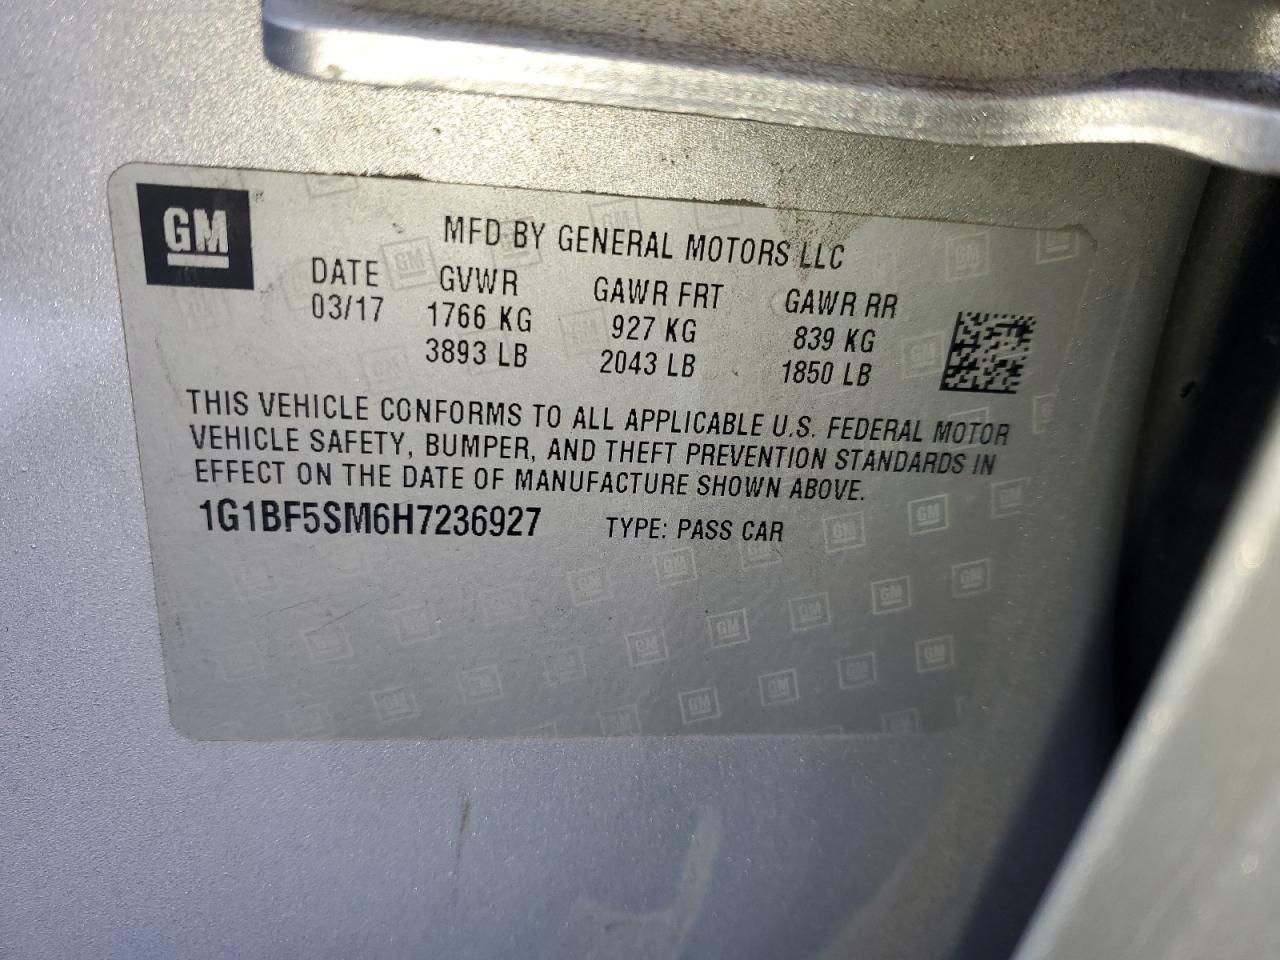 GM
MFD BY GENERAL MOTORS LLC
DATE GVWR GAWR FRT GAWR RR
03/17 1766 KG 927 KG 839 KG
3893 LB 2043 LB 1850 LB
THIS VEHICLE CONFORMS TO ALL APPLICABLE U.S. FEDERAL MOTOR
VEHICLE SAFETY, BUMPER, AND THEFT PREVENTION STANDARDS IN
EFFECT ON THE DATE OF MANUFACTURE SHOWN ABOVE.
1G1BF5SM6H7236927 TYPE: PASS CAR